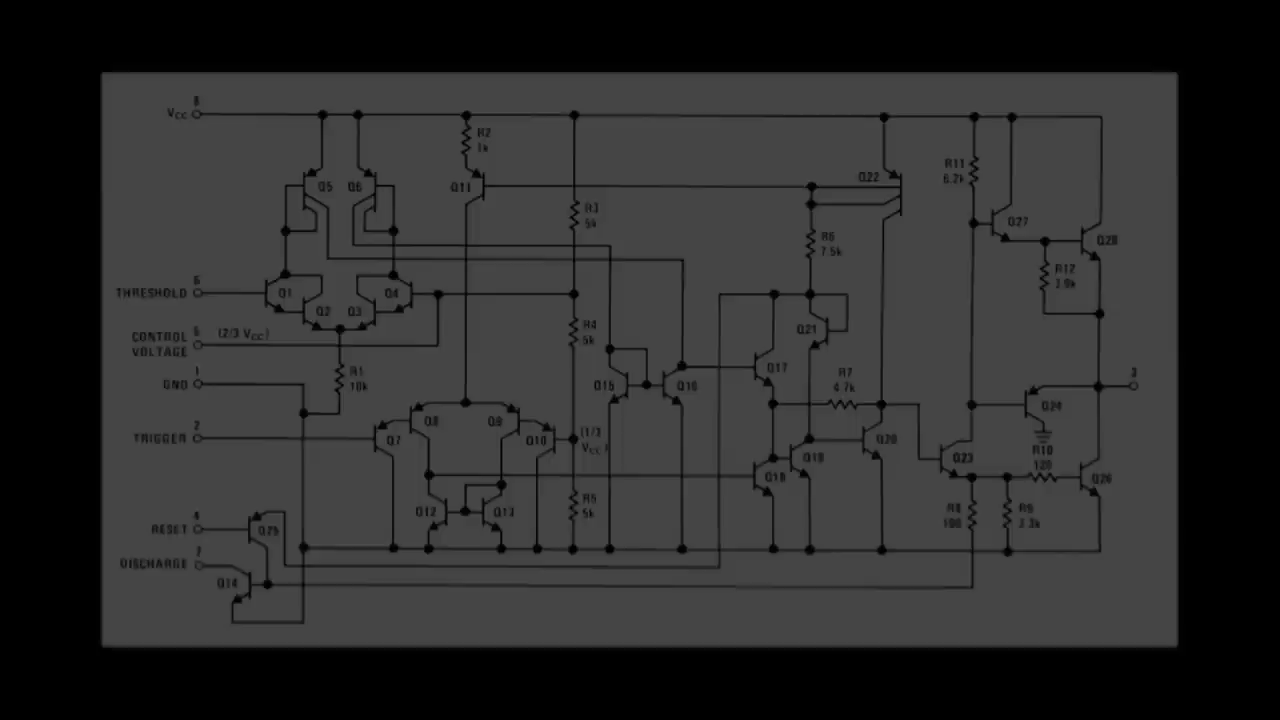 8
VCC
R2
1k
Q5
Q6
Q11
Q22
R11
6.2k
Q27
Q28
R3
5k
R6
7.5k
R12
3.9k
6
THRESHOLD
Q1
Q2
Q3
Q4
5
CONTROL
VOLTAGE
(2/3 VCC)
R4
5k
Q21
1
GND
R1
10k
Q15
Q16
Q17
R7
4.7k
3
Q24
2
TRIGGER
Q7
Q8
Q9
Q10
(1/3
VCC)
Q18
Q19
Q20
Q23
R10
120
Q26
4
RESET
Q25
Q12
Q13
R5
5k
R8
100
R9
3.3k
7
DISCHARGE
Q14